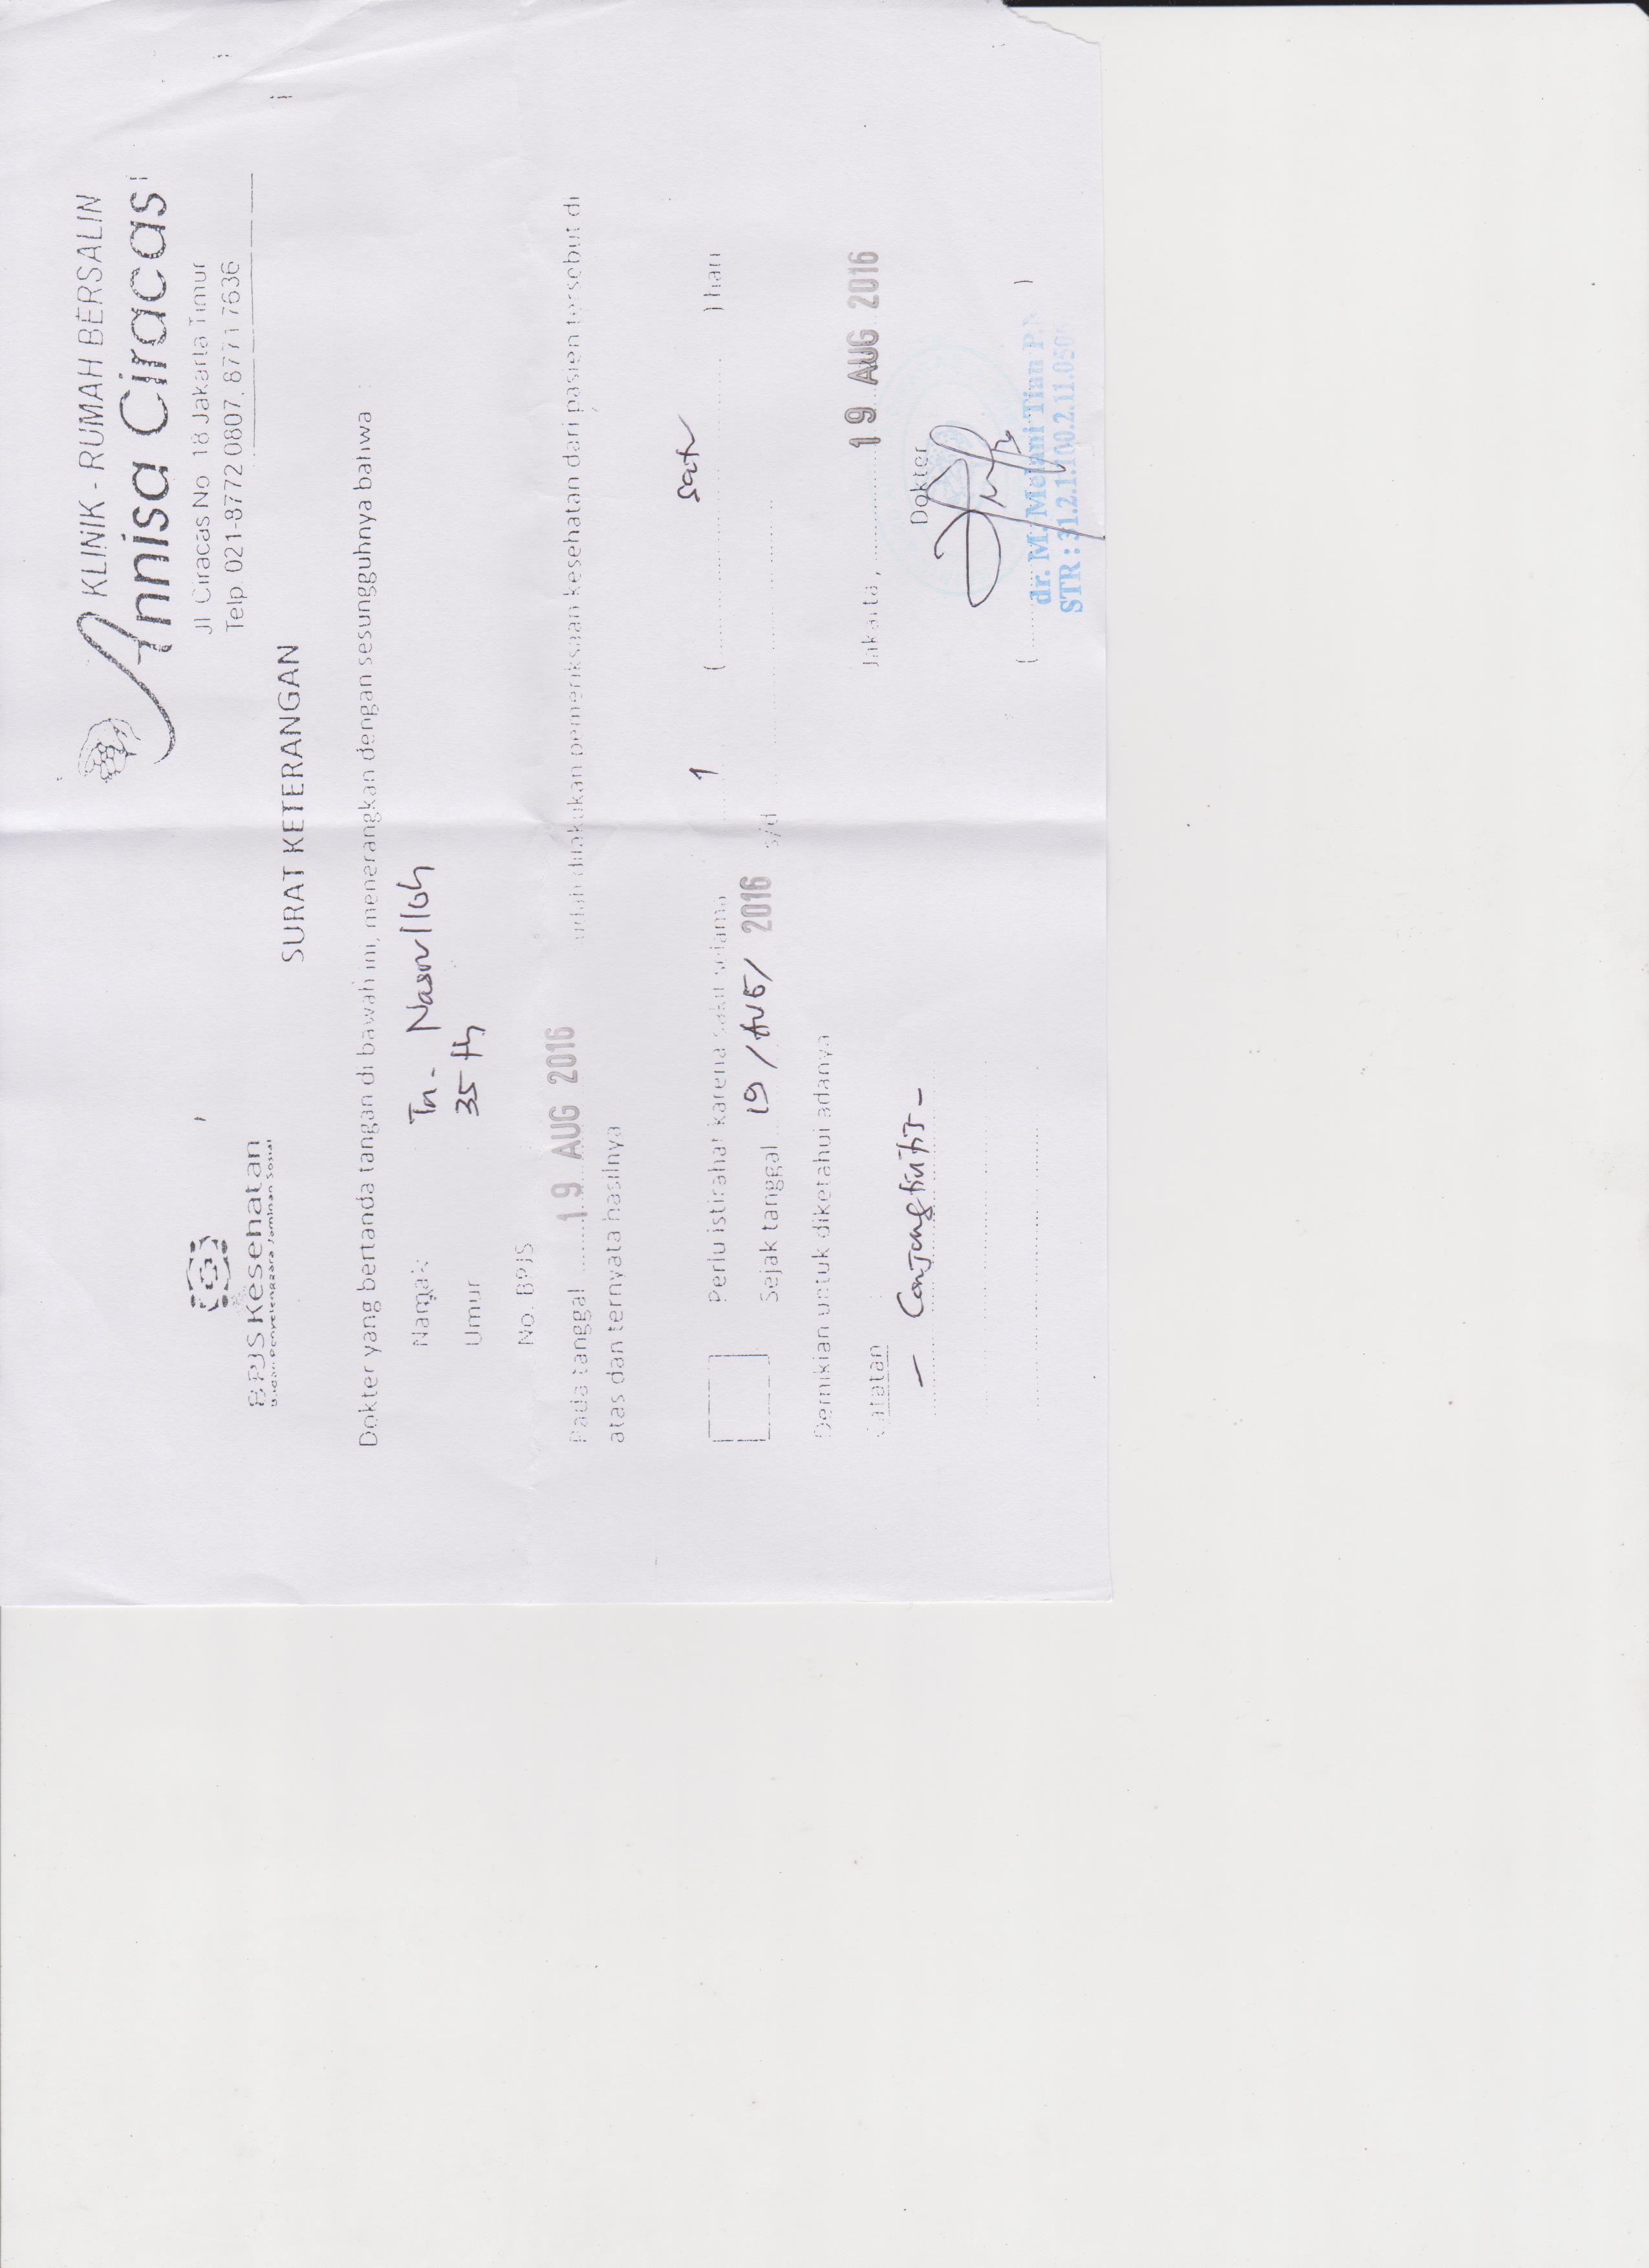 KLINIK - RUMAH BERSALIN
Annisa Ciracas
Jl Ciracas No 18 Jakarta Timur
Telp. 021-8772 0807, 8771 7636
BPJS Kesehatan
Badan Penyelenggara Jaminan Sosial
SURAT KETERANGAN
Dokter yang bertanda tangan di bawah ini, menerangkan dengan sesungguhnya bahwa :
Nama Tn. Nasrulloh
Umur 35 th
No. BPJS
Pada tanggal 19 AUG 2016 sudah dilakukan pemeriksaan kesehatan dari pasien tersebut di
atas dan ternyata hasilnya
Perlu istirahat karena sakit selama 1 ( satu ) hari
Sejak tanggal 19 / AUG / 2016 s/d
Demikian untuk diketahui adanya
Catatan :
Jakarta, 19 AUG 2016
- Conjungtivitis -
Dokter
( )
dr. M. Melani Tian P.
STR : 31.2.1.100.2.11.050